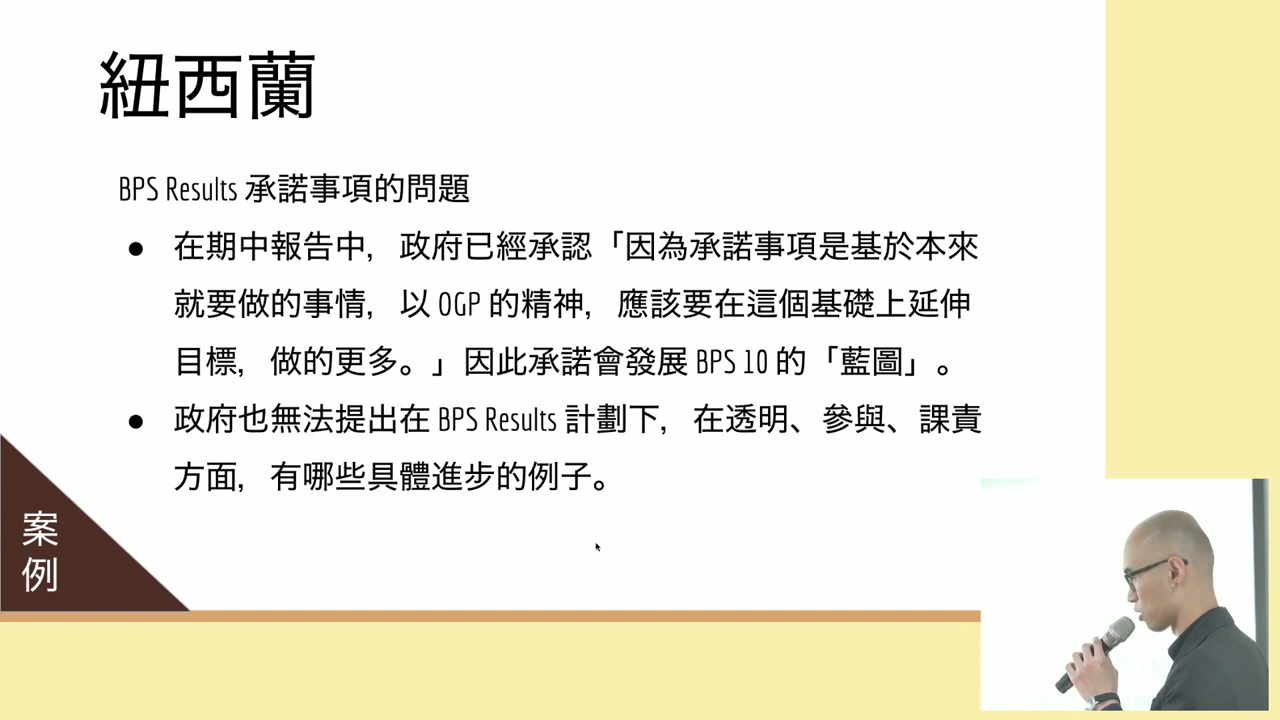 紐西蘭
BPS Results 承諾事項的問題
● 在期中報告中，政府已經承認「因為承諾事項是基於本來
就要做的事情，以 OGP 的精神，應該要在這個基礎上延伸
目標，做的更多。」因此承諾會發展 BPS 10 的「藍圖」。
● 政府也無法提出在 BPS Results 計劃下，在透明、參與、課責
方面，有哪些具體進步的例子。
案
例